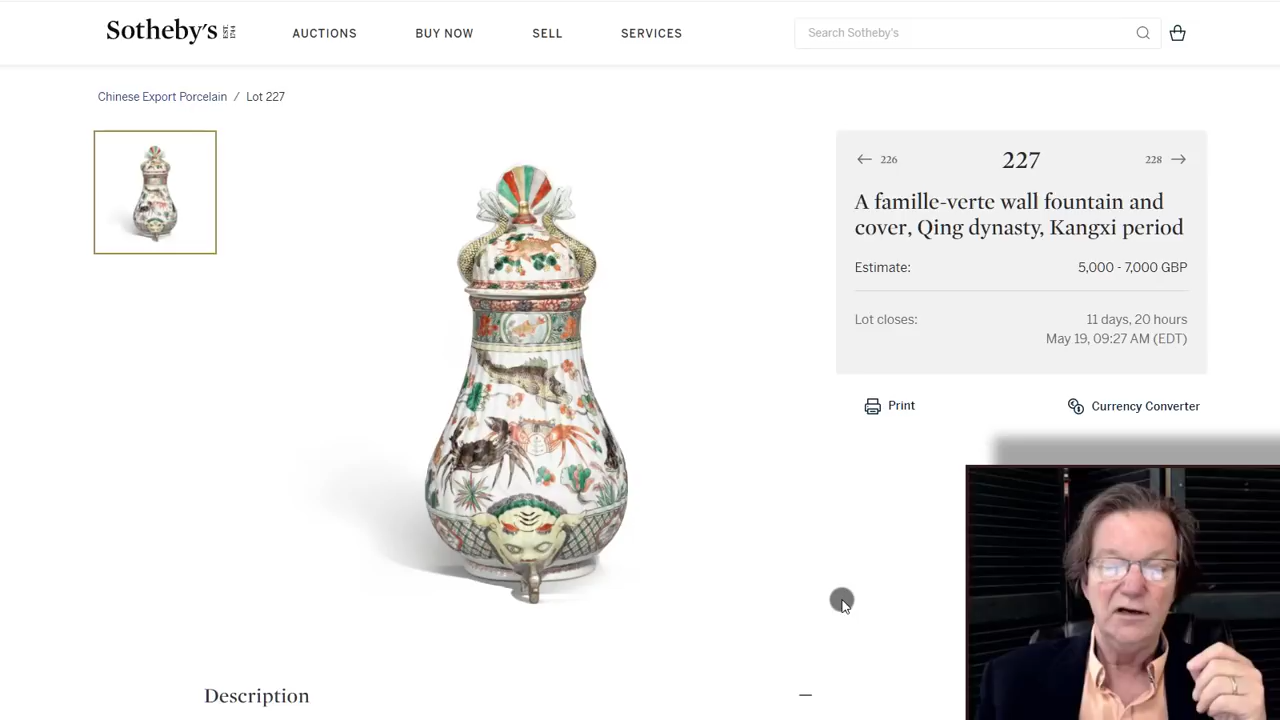 Sotheby's EST. 1744
AUCTIONS
BUY NOW
SELL
SERVICES
Search Sotheby's
Chinese Export Porcelain / Lot 227
← 226
227
228 →
A famille-verte wall fountain and
cover, Qing dynasty, Kangxi period
Estimate: 5,000 - 7,000 GBP
Lot closes: 11 days, 20 hours
May 19, 09:27 AM (EDT)
Print
Currency Converter
Description